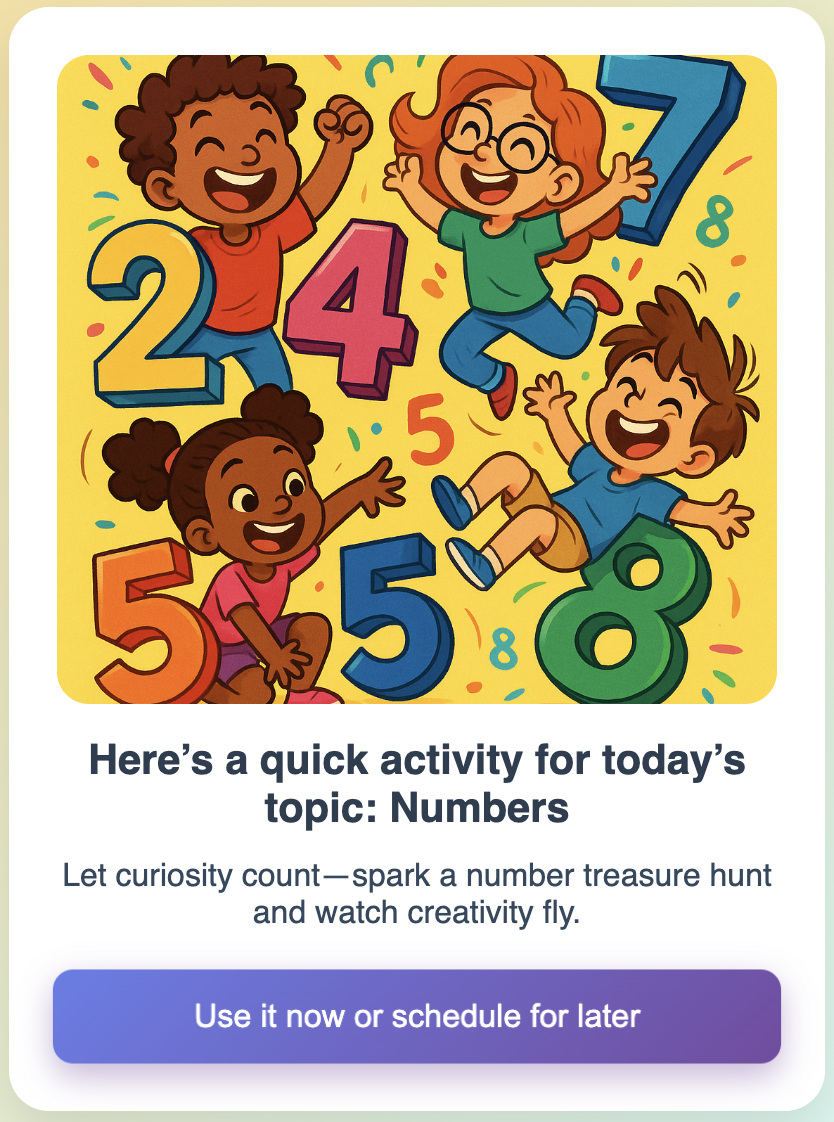 7
8
2
4
5
5
5
8
8
Here’s a quick activity for today’s
topic: Numbers
Let curiosity count—spark a number treasure hunt
and watch creativity fly.
Use it now or schedule for later